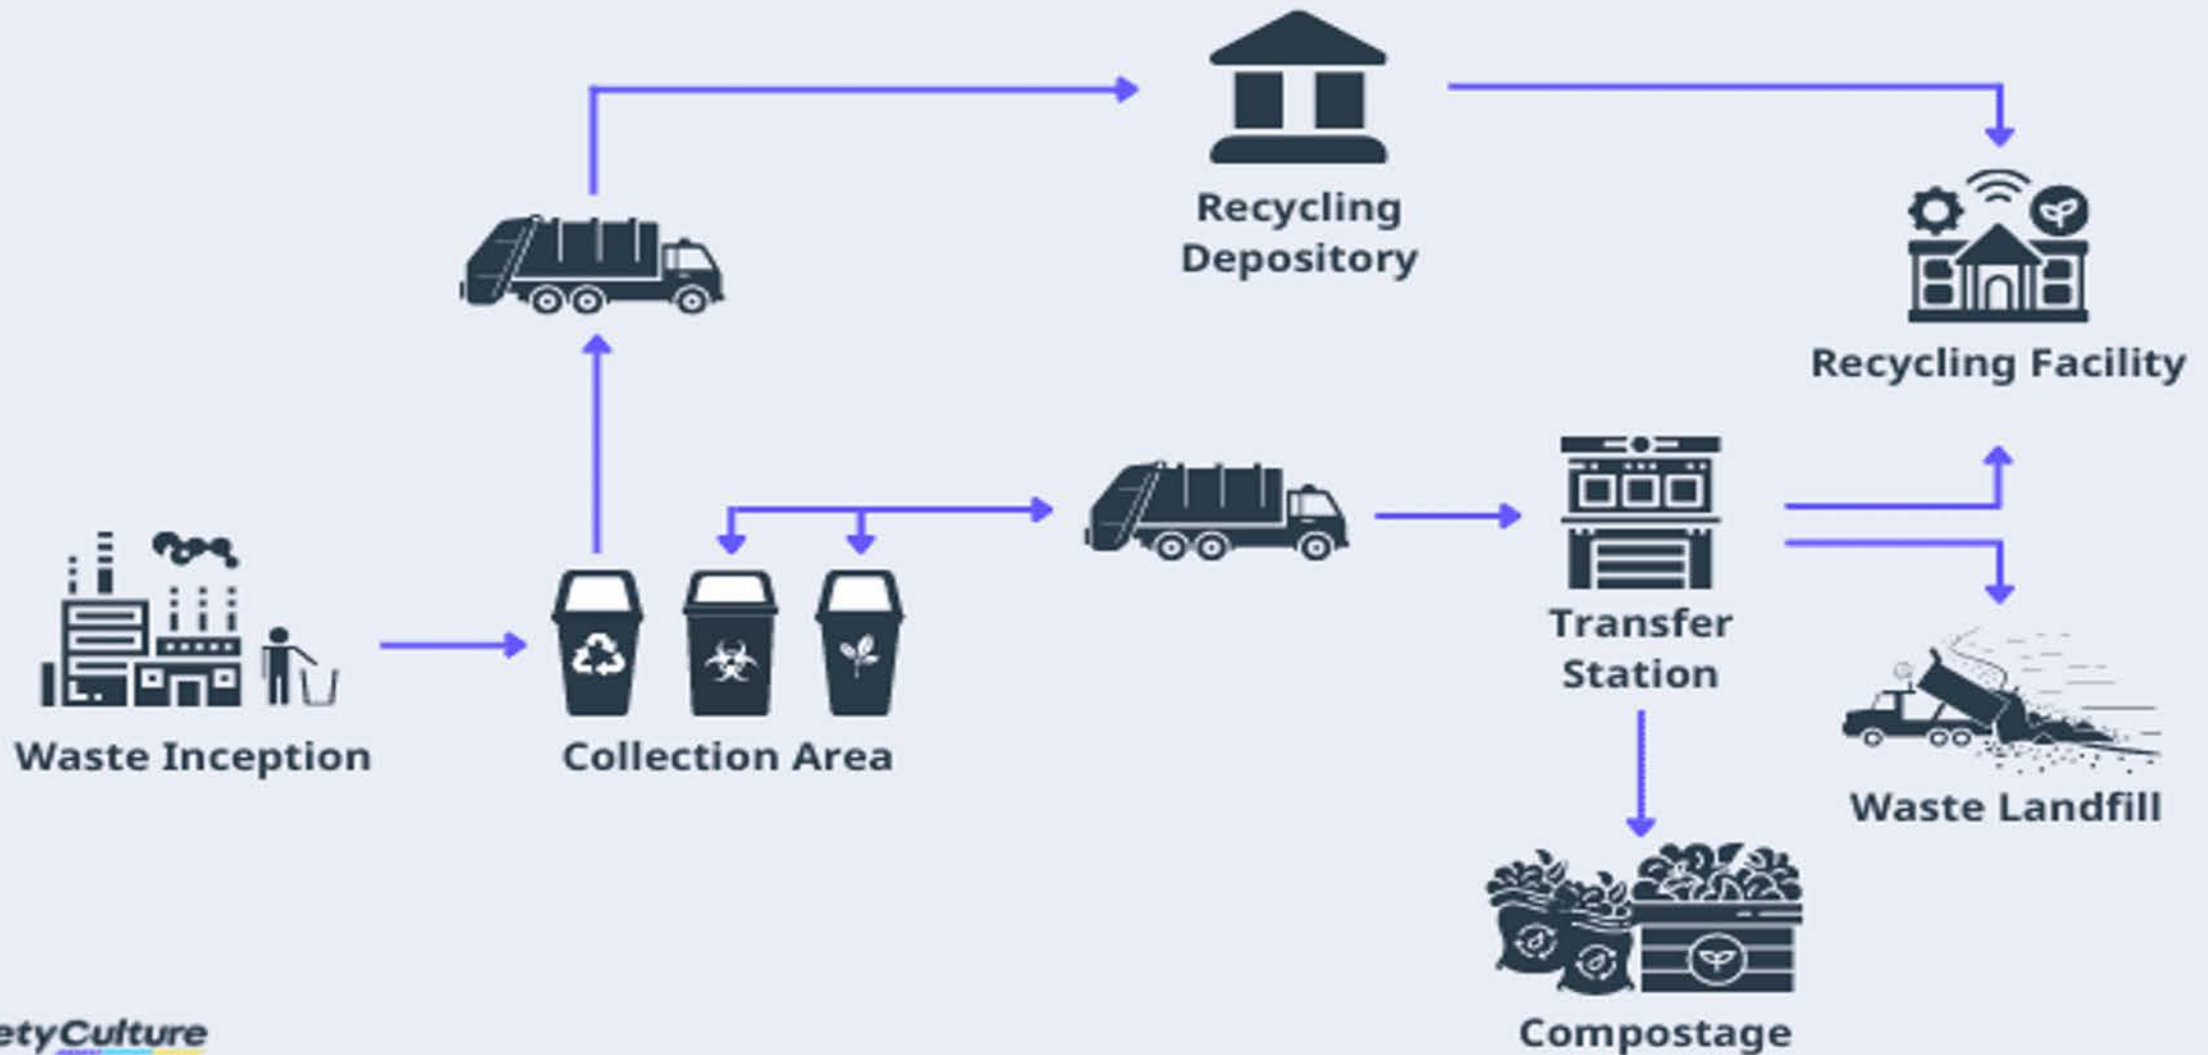 Recycling
Depository
Recycling Facility
Transfer
Station
Waste Inception
Collection Area
Waste Landfill
Compostage
etyCulture